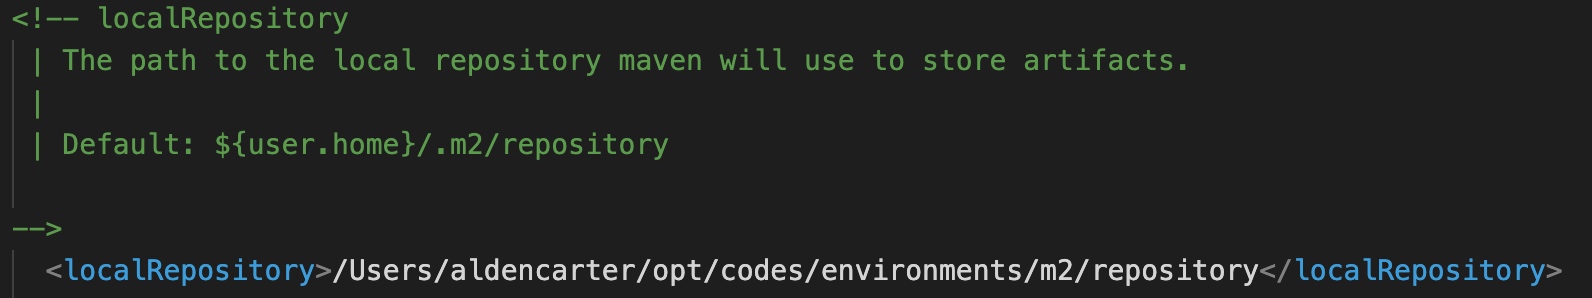 <!-- localRepository
| The path to the local repository maven will use to store artifacts.
|
| Default: ${user.home}/.m2/repository
-->
<localRepository>/Users/aldencarter/opt/codes/environments/m2/repository</localRepository>